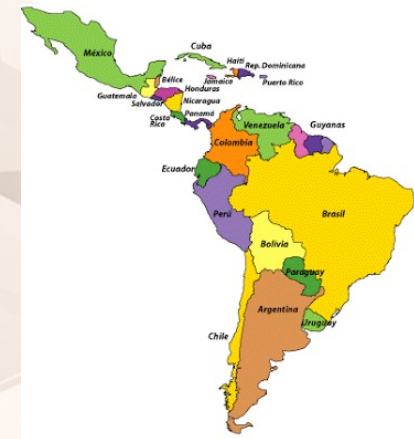 México
Cuba
Haití
Rep. Dominicana
Jamaica
Puerto Rico
Bélice
Honduras
Guatemala
Salvador
Nicaragua
Costa
Rica
Panamá
Venezuela
Guyanas
Colombia
Ecuador
Perú
Brasil
Bolivia
Paraguay
Argentina
Chile
Uruguay